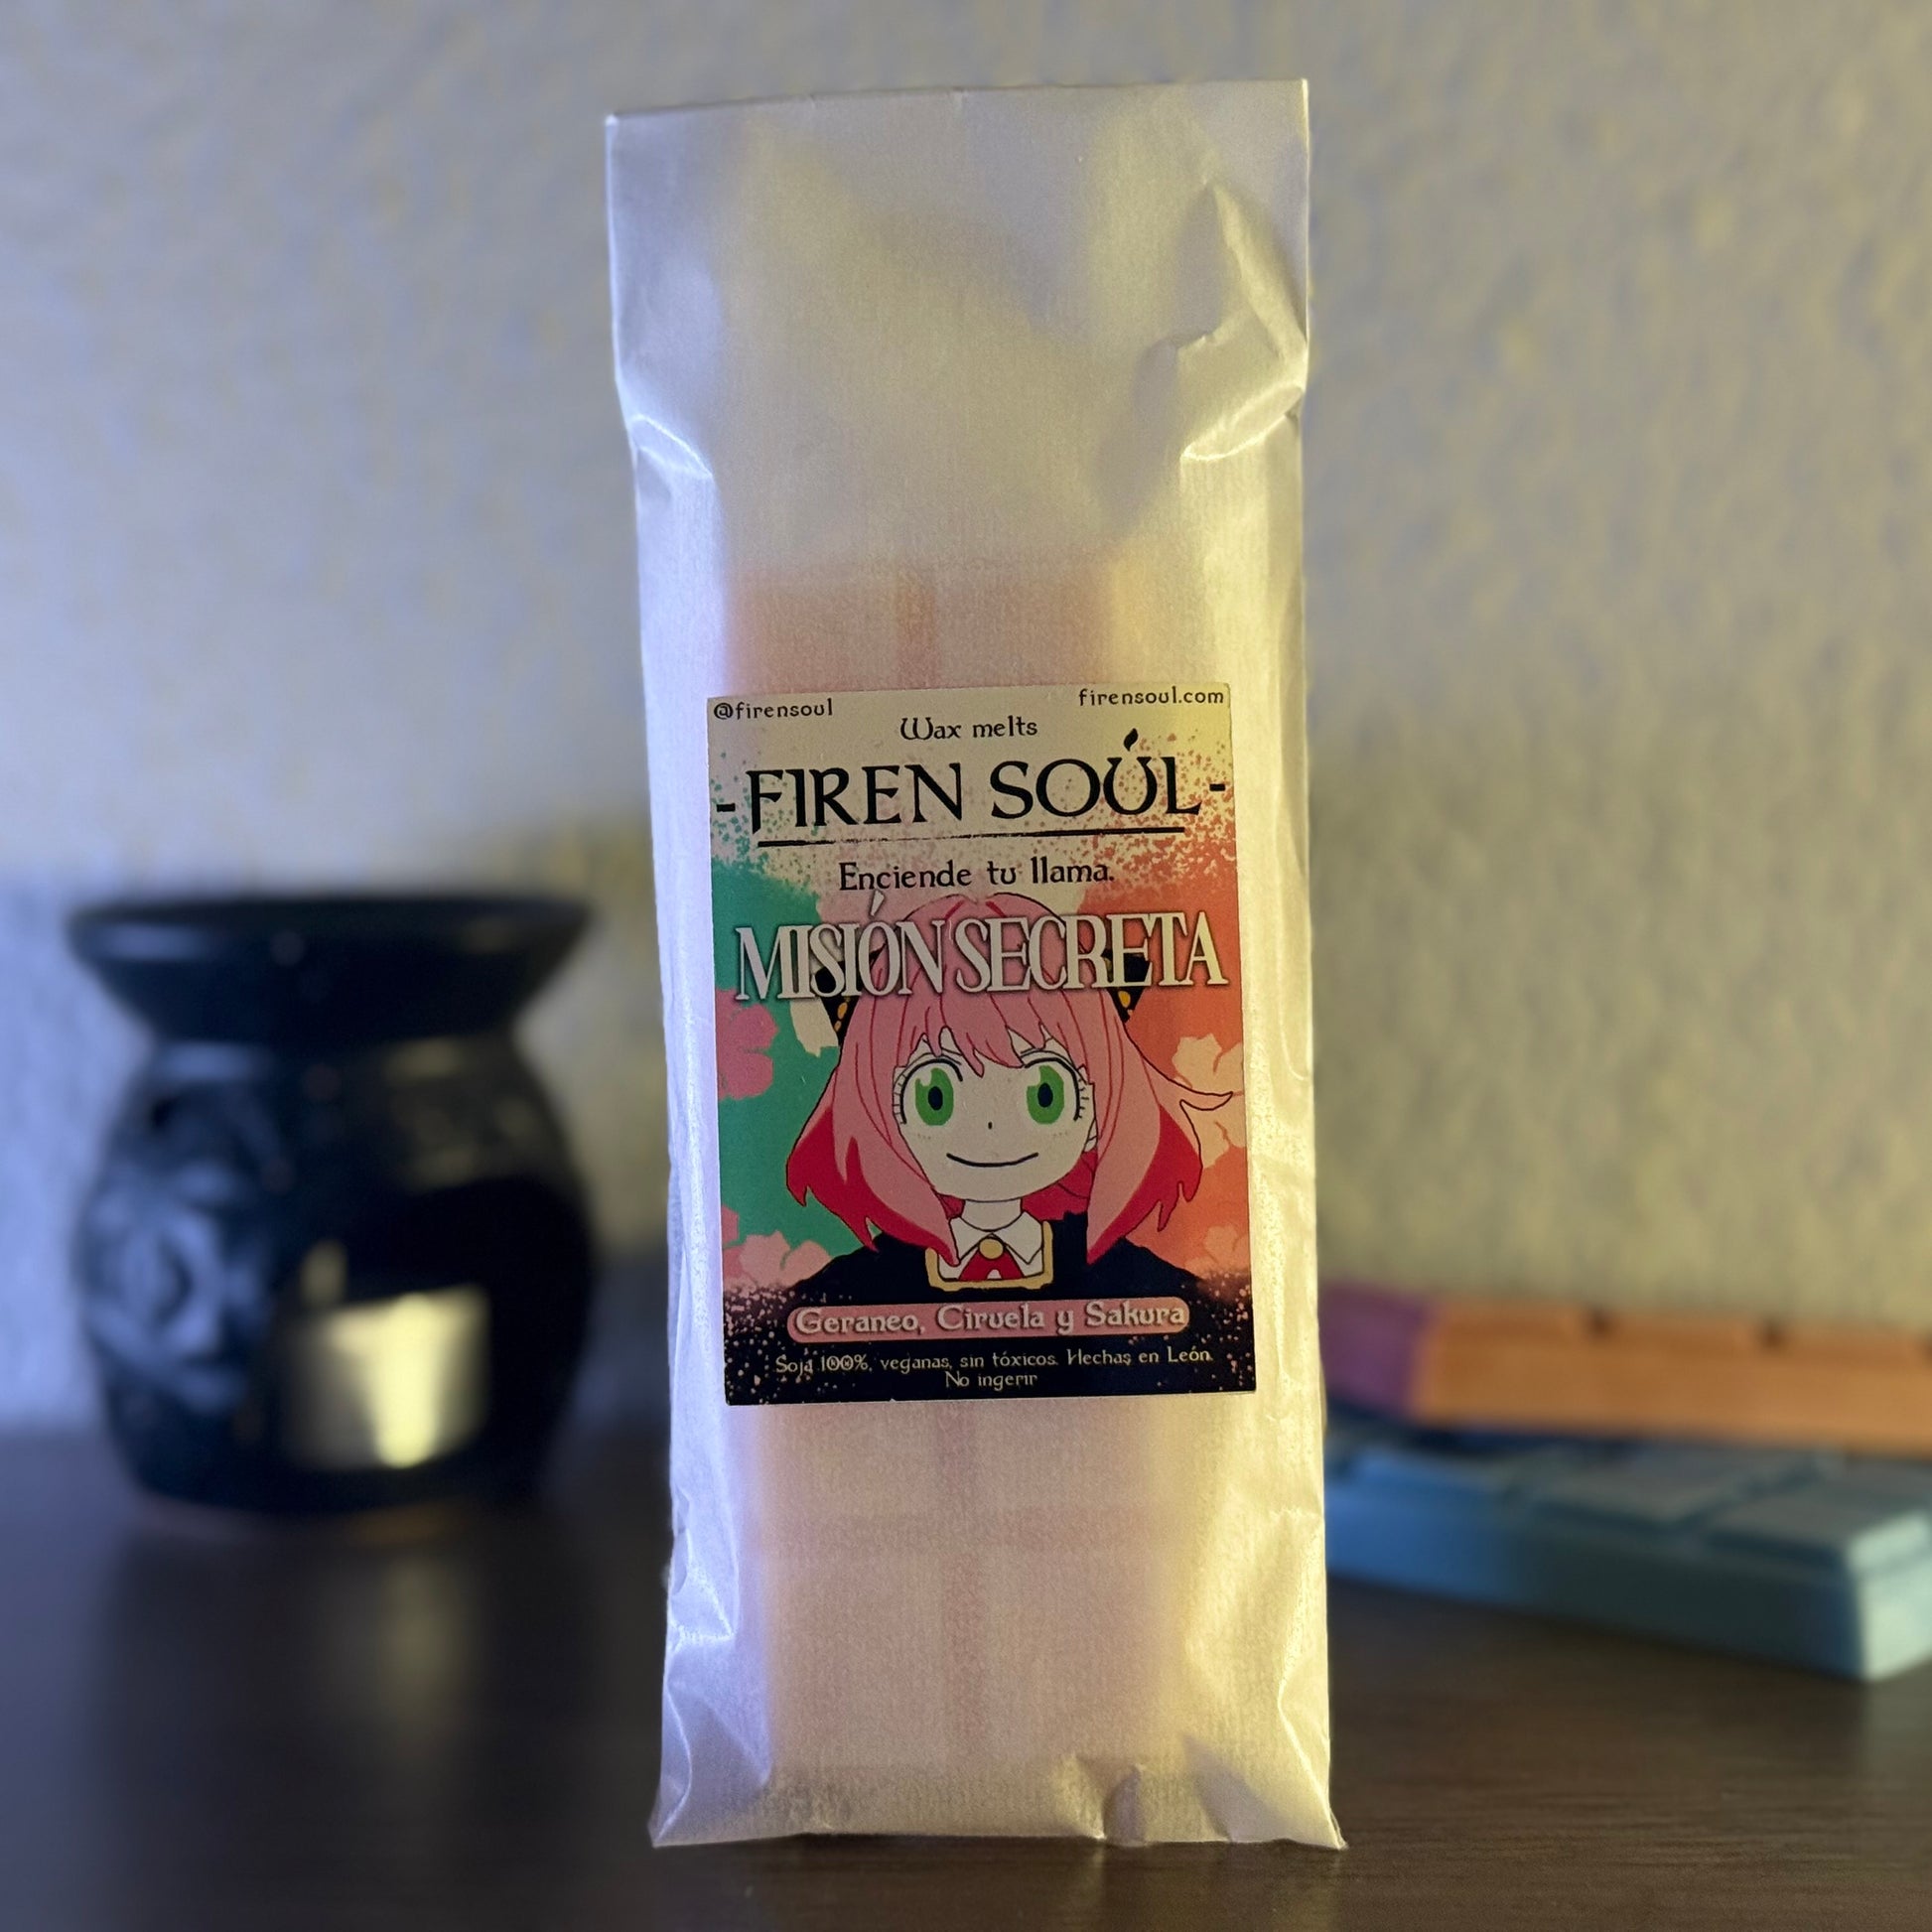 @firensoul
firensoul.com
Wax melts
-FIREN SOÚL-
Enciende tu llama.
MISIÓN SECRETA
Geraneo, Ciruela y Sakura
Soja 100%, veganas, sin tóxicos. Hechas en León.
No ingerir